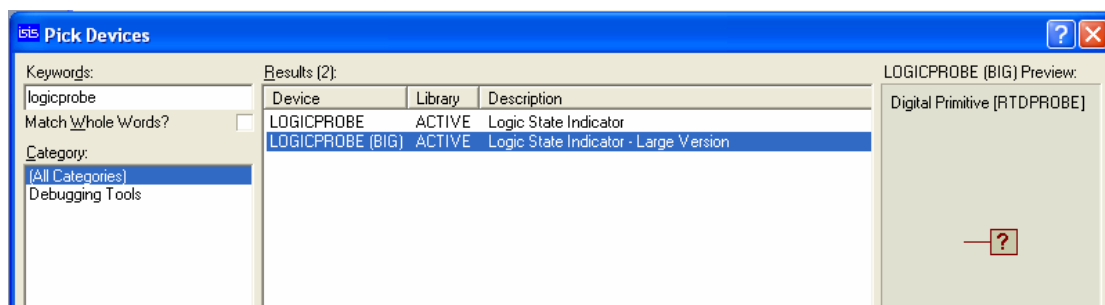 isis Pick Devices
Keywords:
logicprobe
Match Whole Words?
Category:
(All Categories)
Debugging Tools
Results (2):
Device Library Description
LOGICPROBE ACTIVE Logic State Indicator
LOGICPROBE (BIG) ACTIVE Logic State Indicator - Large Version
LOGICPROBE (BIG) Preview:
Digital Primitive [RTDPROBE]
?